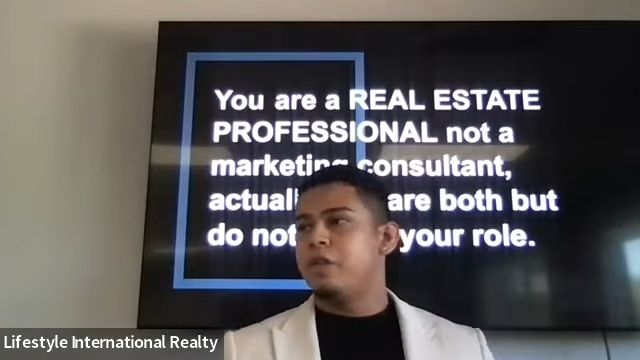 You are a REAL ESTATE
PROFESSIONAL not a
marketing consultant,
are both but
do not your role.
Lifestyle International Realty